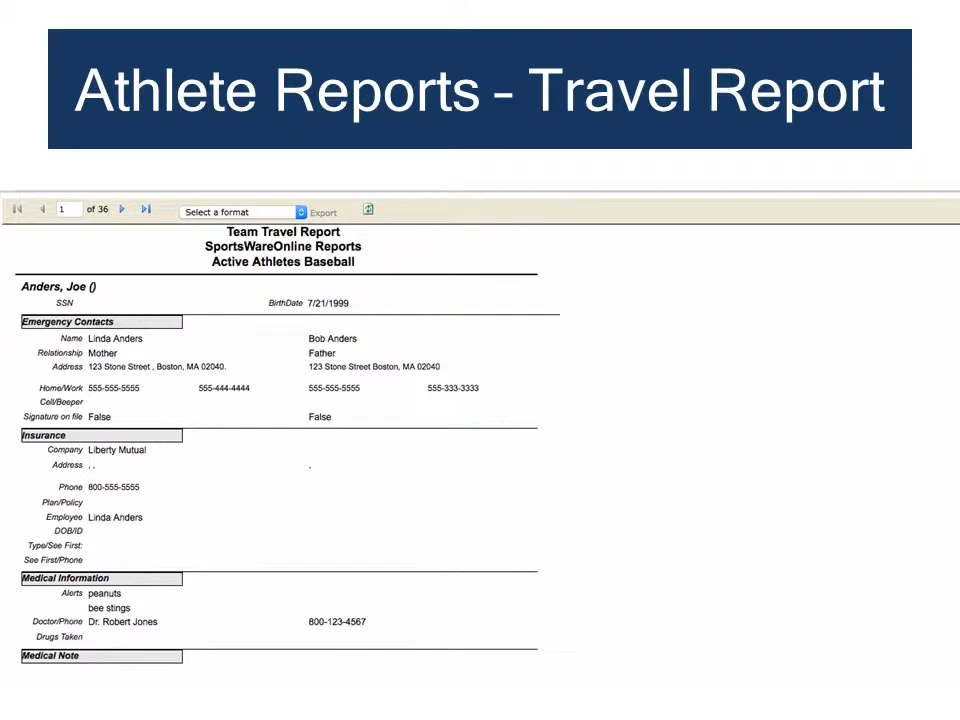 Athlete Reports – Travel Report
1 of 36 Select a format Export
Team Travel Report
SportsWareOnline Reports
Active Athletes Baseball
Anders, Joe ()
SSN BirthDate 7/21/1999
Emergency Contacts
Name Linda Anders Bob Anders
Relationship Mother Father
Address 123 Stone Street , Boston, MA 02040. 123 Stone Street Boston, MA 02040
Home/Work 555-555-5555 555-444-4444 555-555-5555 555-333-3333
Cell/Beeper
Signature on file False False
Insurance
Company Liberty Mutual
Address , , ,
Phone 800-555-5555
Plan/Policy
Employee Linda Anders
DOB/ID
Type/See First:
See First/Phone
Medical Information
Alerts peanuts
bee stings
Doctor/Phone Dr. Robert Jones 800-123-4567
Drugs Taken
Medical Note